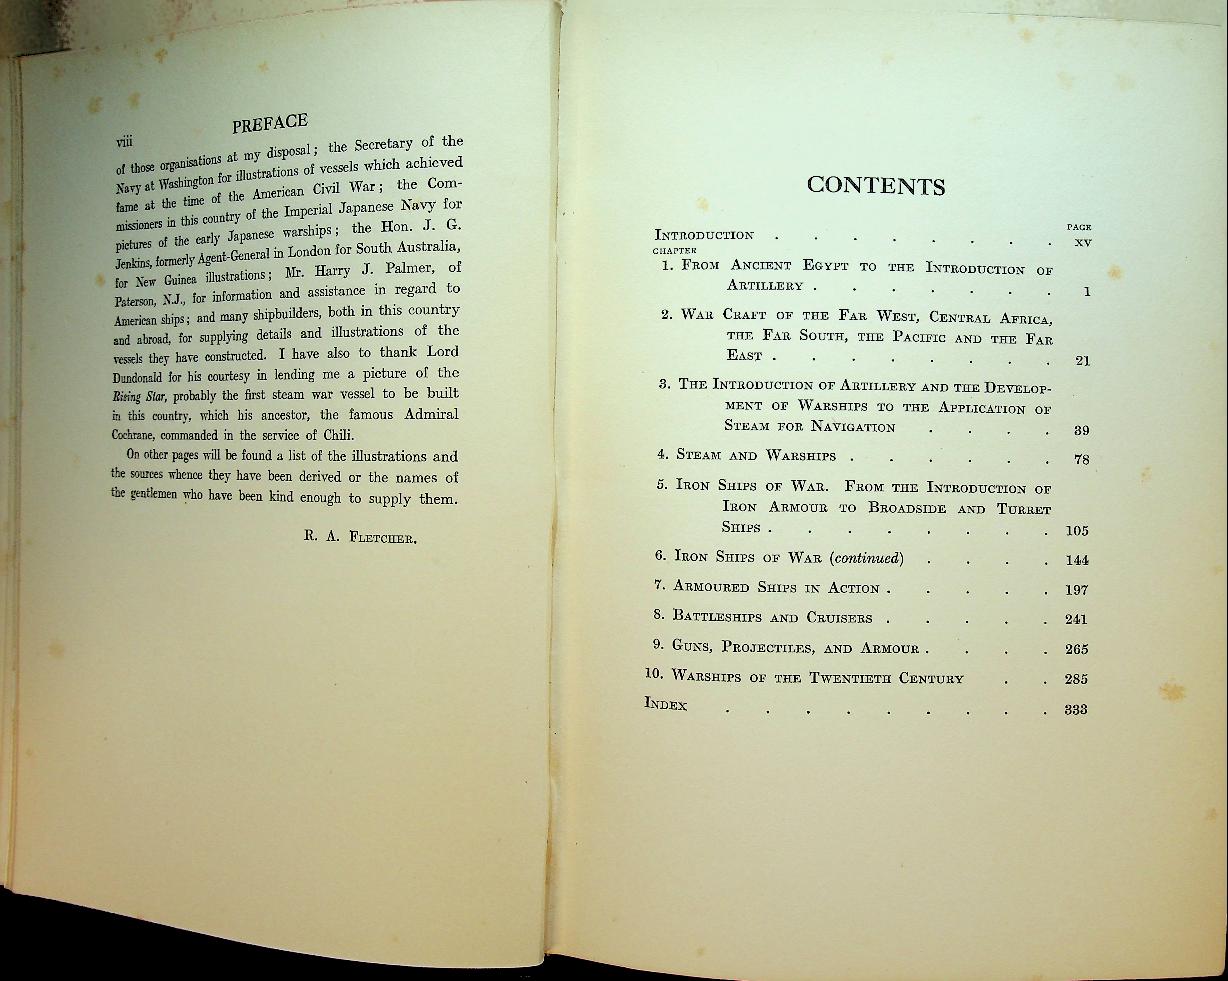 viii
PREFACE
of those organisations at my disposal; the Secretary of the
Navy at Washington for illustrations of vessels which achieved
fame at the time of the American Civil War; the Com-
missioners in this country of the Imperial Japanese Navy for
pictures of the early Japanese warships; the Hon. J. G.
Jenkins, formerly Agent-General in London for South Australia,
for New Guinea illustrations; Mr. Harry J. Palmer, of
Paterson, N.J., for information and assistance in regard to
American ships; and many shipbuilders, both in this country
and abroad, for supplying details and illustrations of the
vessels they have constructed. I have also to thank Lord
Dundonald for his courtesy in lending me a picture of the
Rising Star, probably the first steam war vessel to be built
in this country, which his ancestor, the famous Admiral
Cochrane, commanded in the service of Chili.
On other pages will be found a list of the illustrations and
the sources whence they have been derived or the names of
the gentlemen who have been kind enough to supply them.
R. A. FLETCHER.
CONTENTS
PAGE
INTRODUCTION . . . . . . . . XV
CHAPTER
1. FROM ANCIENT EGYPT TO THE INTRODUCTION OF
ARTILLERY . . . . . . . 1
2. WAR CRAFT OF THE FAR WEST, CENTRAL AFRICA,
THE FAR SOUTH, THE PACIFIC AND THE FAR
EAST . . . . . . . . 21
3. THE INTRODUCTION OF ARTILLERY AND THE DEVELOP-
MENT OF WARSHIPS TO THE APPLICATION OF
STEAM FOR NAVIGATION . . . . 39
4. STEAM AND WARSHIPS . . . . . . 78
5. IRON SHIPS OF WAR. FROM THE INTRODUCTION OF
IRON ARMOUR TO BROADSIDE AND TURRET
SHIPS . . . . . . . . 105
6. IRON SHIPS OF WAR (continued) . . . . 144
7. ARMOURED SHIPS IN ACTION . . . . . 197
8. BATTLESHIPS AND CRUISERS . . . . . 241
9. GUNS, PROJECTILES, AND ARMOUR . . . . 265
10. WARSHIPS OF THE TWENTIETH CENTURY . . 285
INDEX . . . . . . . . . 333